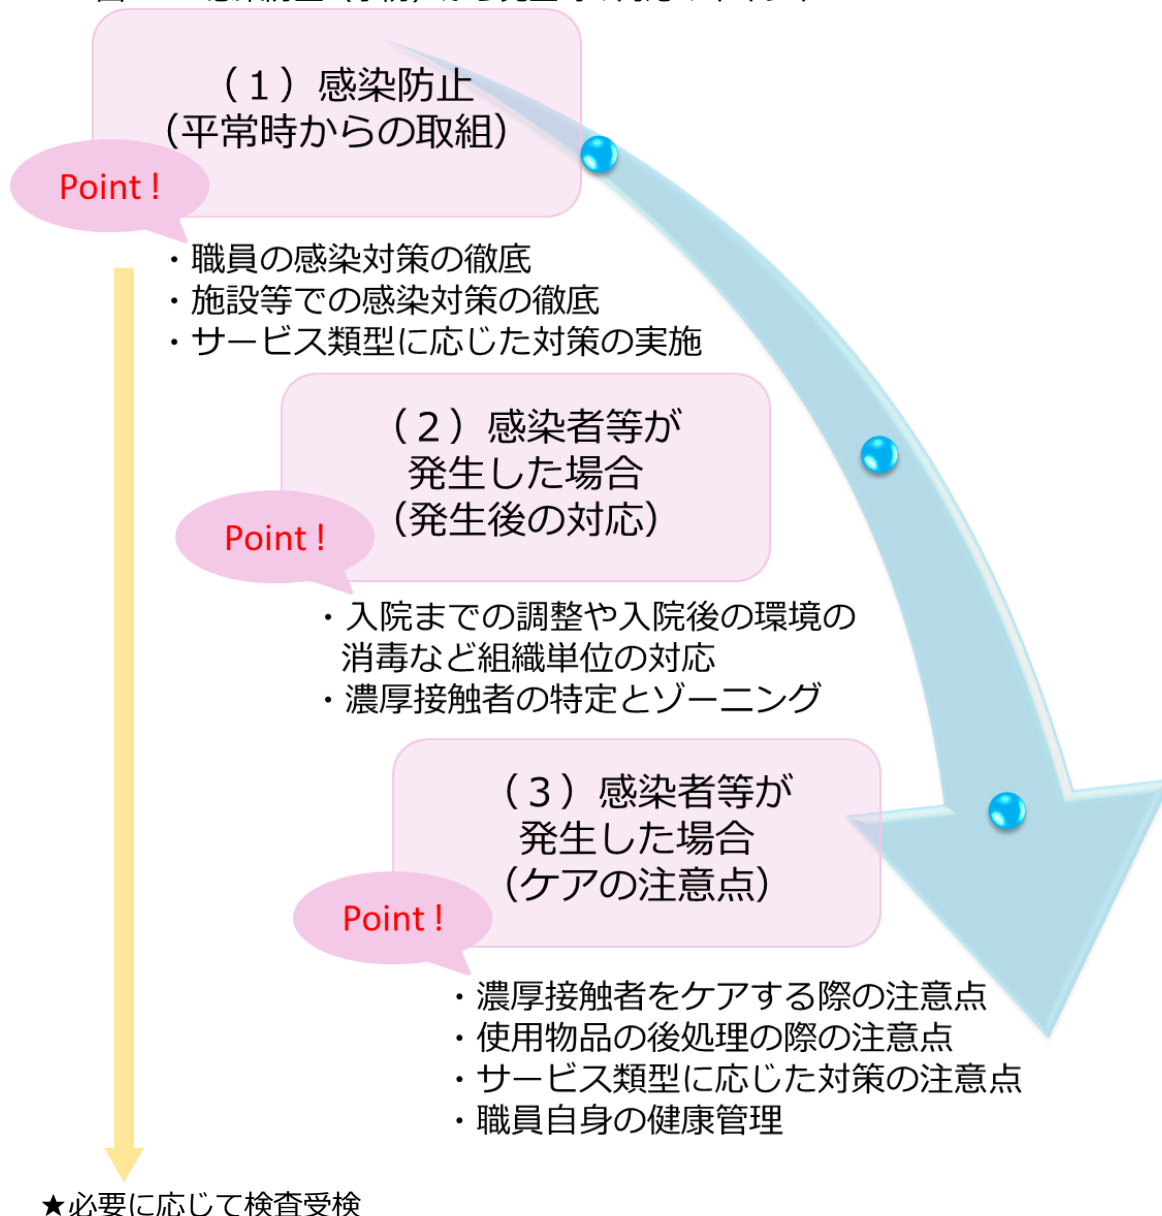 （１）感染防止
（平常時からの取組）
Point !
・職員の感染対策の徹底
・施設等での感染対策の徹底
・サービス類型に応じた対策の実施
（２）感染者等が
発生した場合
（発生後の対応）
Point !
・入院までの調整や入院後の環境の
消毒など組織単位の対応
・濃厚接触者の特定とゾーニング
（３）感染者等が
発生した場合
（ケアの注意点）
Point !
・濃厚接触者をケアする際の注意点
・使用物品の後処理の際の注意点
・サービス類型に応じた対策の注意点
・職員自身の健康管理
★必要に応じて検査受検